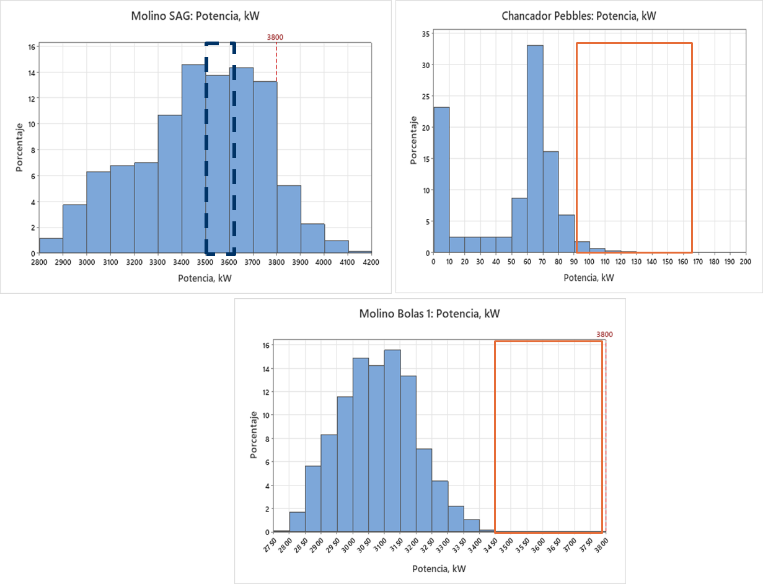 Molino SAG: Potencia, kW
3800
16
14
12
10
8
6
4
2
0
Porcentaje
2800 2900 3000 3100 3200 3300 3400 3500 3600 3700 3800 3900 4000 4100 4200
Potencia, kW
Chancador Pebbles: Potencia, kW
35
30
25
20
15
10
5
0
Porcentaje
0 10 20 30 40 50 60 70 80 90 100 110 120 130 140 150 160 170 180 190 200
Potencia, kW
Molino Bolas 1: Potencia, kW
3800
16
14
12
10
8
6
4
2
0
Porcentaje
2750 2800 2850 2900 2950 3000 3050 3100 3150 3200 3250 3300 3350 3400 3450 3500 3550 3600 3650 3700 3750 3800
Potencia, kW